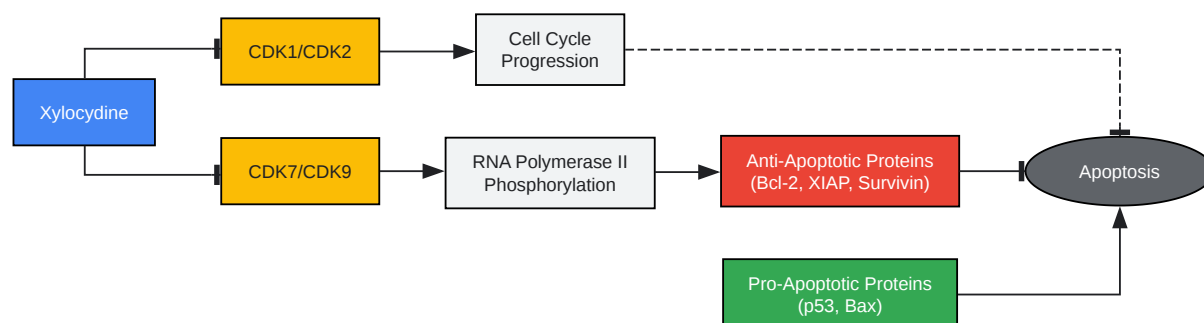 CDK1/CDK2
Cell Cycle
Progression
Xylocydine
CDK7/CDK9
RNA Polymerase II
Phosphorylation
Anti-Apoptotic Proteins
(Bcl-2, XIAP, Survivin)
Apoptosis
Pro-Apoptotic Proteins
(p53, Bax)